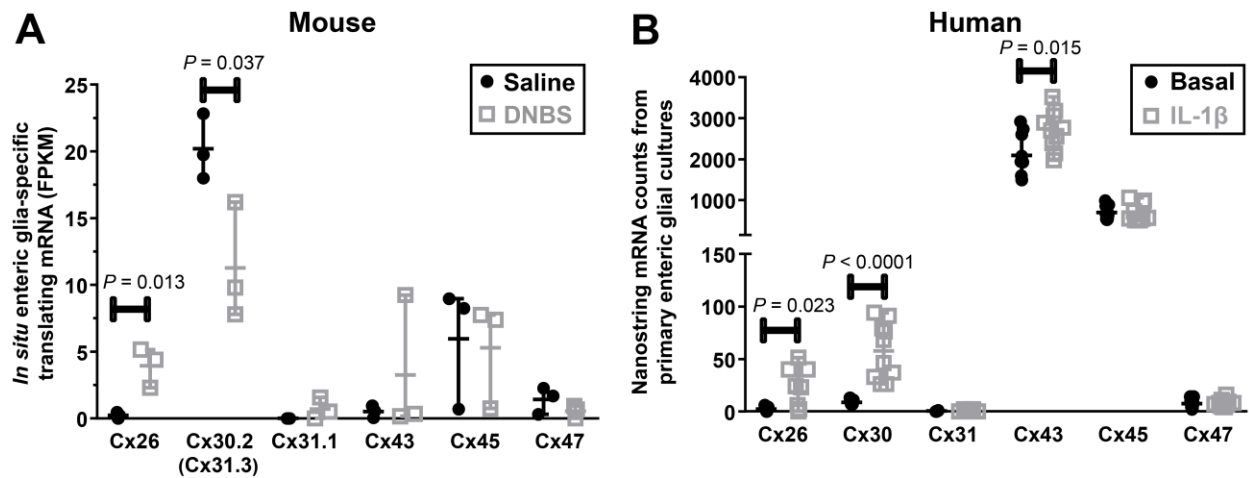 A
Mouse
In situ enteric glia-specific
translating mRNA (FPKM)
25
20
15
10
5
0
P = 0.037
P = 0.013
Saline
DNBS
Cx26
Cx30.2
(Cx31.3)
Cx31.1
Cx43
Cx45
Cx47
B
Human
Nanostring mRNA counts from
primary enteric glial cultures
4000
3000
2000
1000
150
100
50
0
P = 0.015
P < 0.0001
P = 0.023
Basal
IL-1β
Cx26
Cx30
Cx31
Cx43
Cx45
Cx47